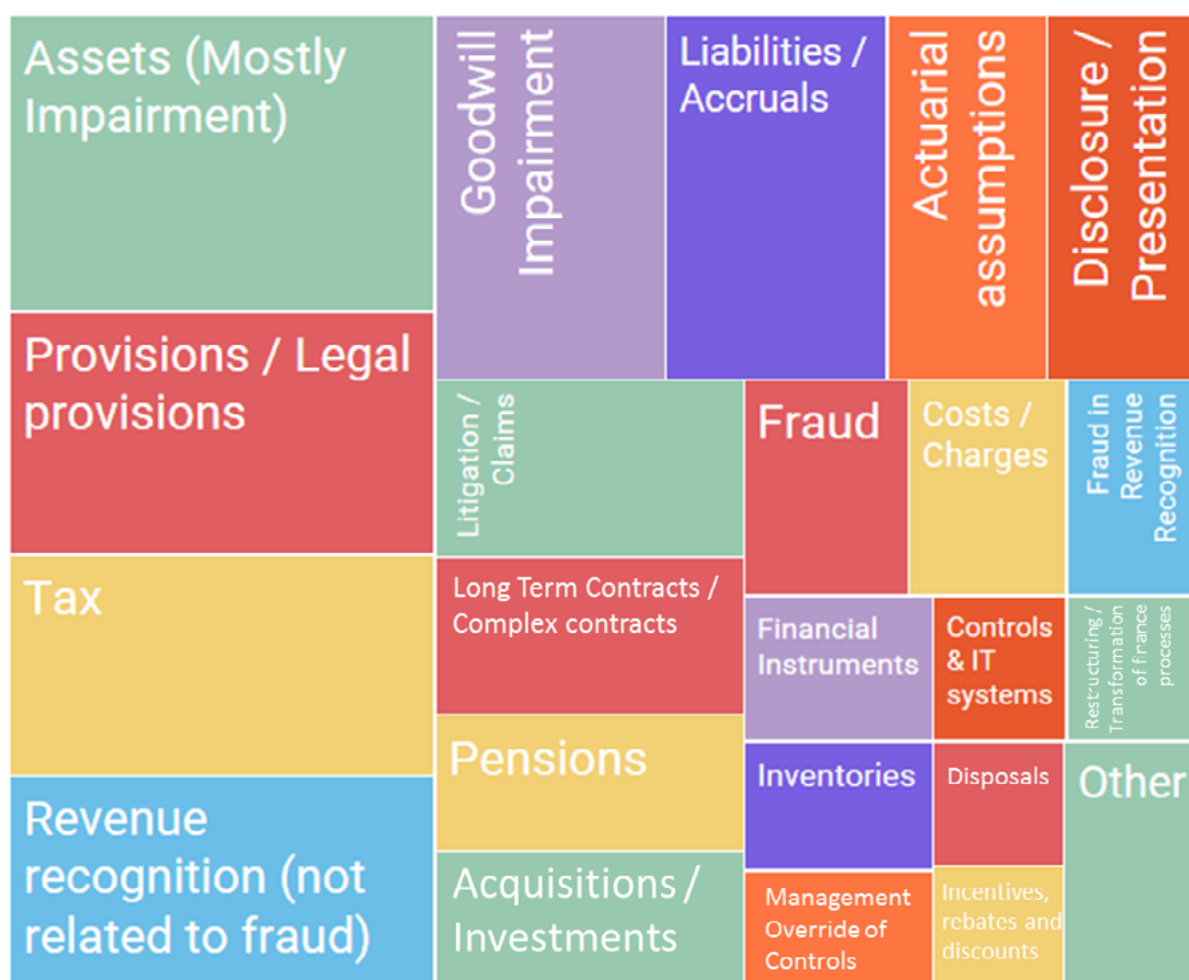 Assets (Mostly
Impairment)
Provisions / Legal
provisions
Tax
Revenue
recognition (not
related to fraud)
Goodwill
Impairment
Liabilities /
Accruals
Actuarial
assumptions
Disclosure /
Presentation
Litigation /
Claims
Long Term Contracts /
Complex contracts
Pensions
Acquisitions /
Investments
Fraud
Costs /
Charges
Fraud in
Revenue
Recognition
Financial
Instruments
Controls
& IT
systems
Restructuring /
Transformation
of finance
processes
Inventories
Disposals
Other
Management
Override of
Controls
Incentives,
rebates and
discounts